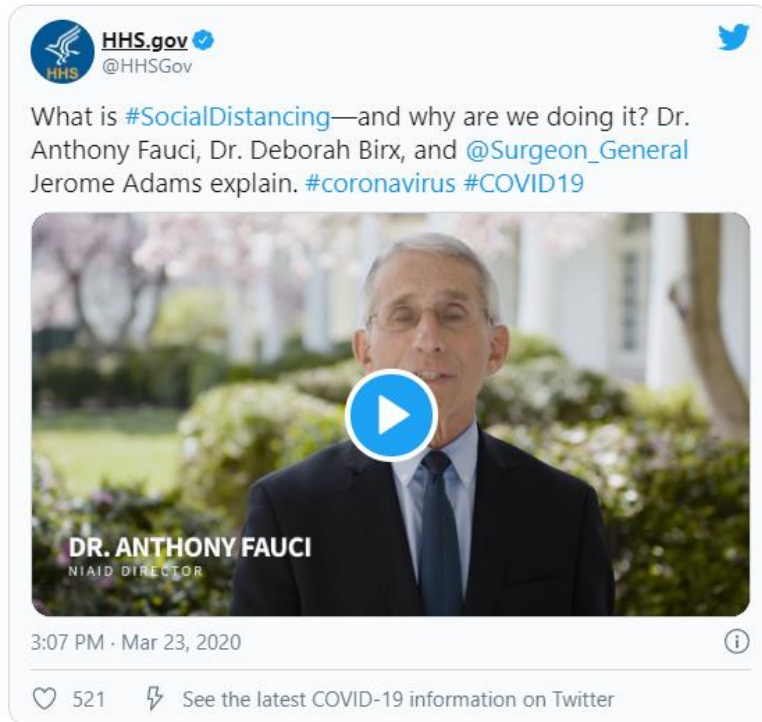 HHS.gov
HHS
@HHSGov
What is #SocialDistancing—and why are we doing it? Dr.
Anthony Fauci, Dr. Deborah Birx, and @Surgeon_General
Jerome Adams explain. #coronavirus #COVID19
DR. ANTHONY FAUCI
NIAID DIRECTOR
3:07 PM · Mar 23, 2020
521 See the latest COVID-19 information on Twitter